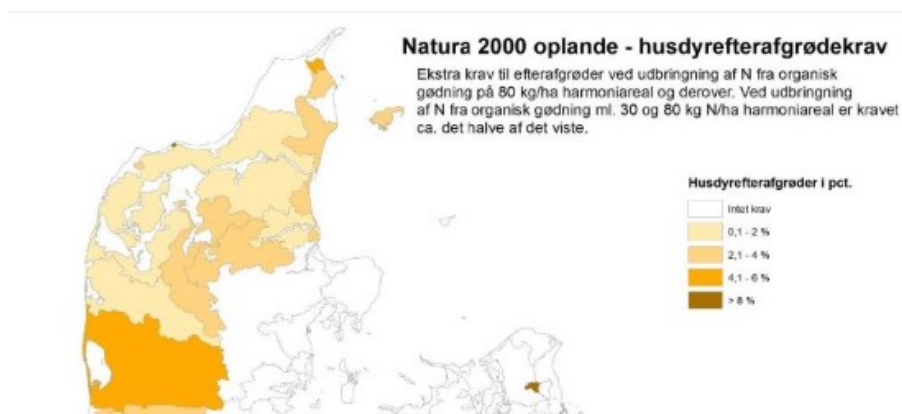 Natura 2000 oplande - husdyrefterafgrødekrav
Ekstra krav til efterafgrøder ved udbringning af N fra organisk
gødning på 80 kg/ha harmoniareal og derover. Ved udbringning
af N fra organisk gødning ml. 30 og 80 kg N/ha harmoniareal er kravet
ca. det halve af det viste.
Husdyrefterafgrøder i pct.
Intet krav
0,1 - 2 %
2,1 - 4 %
4,1 - 6 %
> 8 %